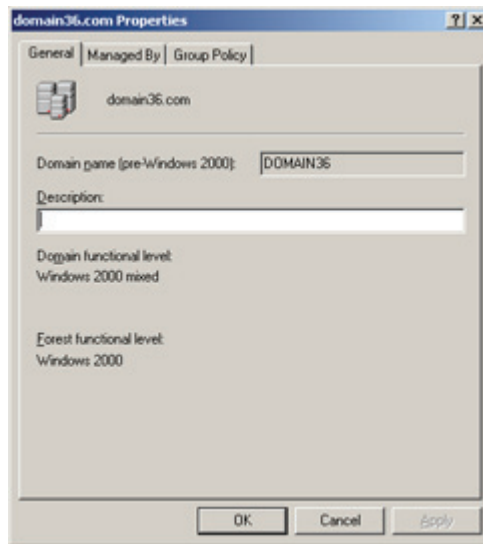 domain36.com Properties
General Managed By Group Policy
domain36.com
Domain name (pre-Windows 2000): DOMAIN36
Description:
Domain functional level:
Windows 2000 mixed
Forest functional level:
Windows 2000
OK Cancel Apply